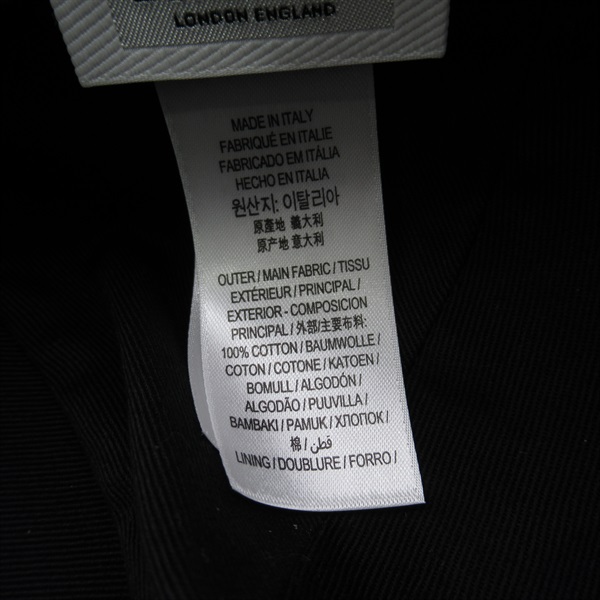 LONDON ENGLAND
MADE IN ITALY
FABRIQUÉ EN ITALIE
FABRICADO EM ITÁLIA
HECHO EN ITALIA
원산지: 이탈리아
原產地 義大利
原产地 意大利
OUTER / MAIN FABRIC / TISSU
EXTÉRIEUR / PRINCIPAL /
EXTERIOR - COMPOSICION
PRINCIPAL / 外部/主要布料:
100% COTTON / BAUMWOLLE /
COTON / COTONE / KATOEN /
BOMULL / ALGODÓN /
ALGODÃO / PUUVILLA /
BAMBAKI / PAMUK / ХЛОПОК /
棉 / قطن /
LINING / DOUBLURE / FORRO /